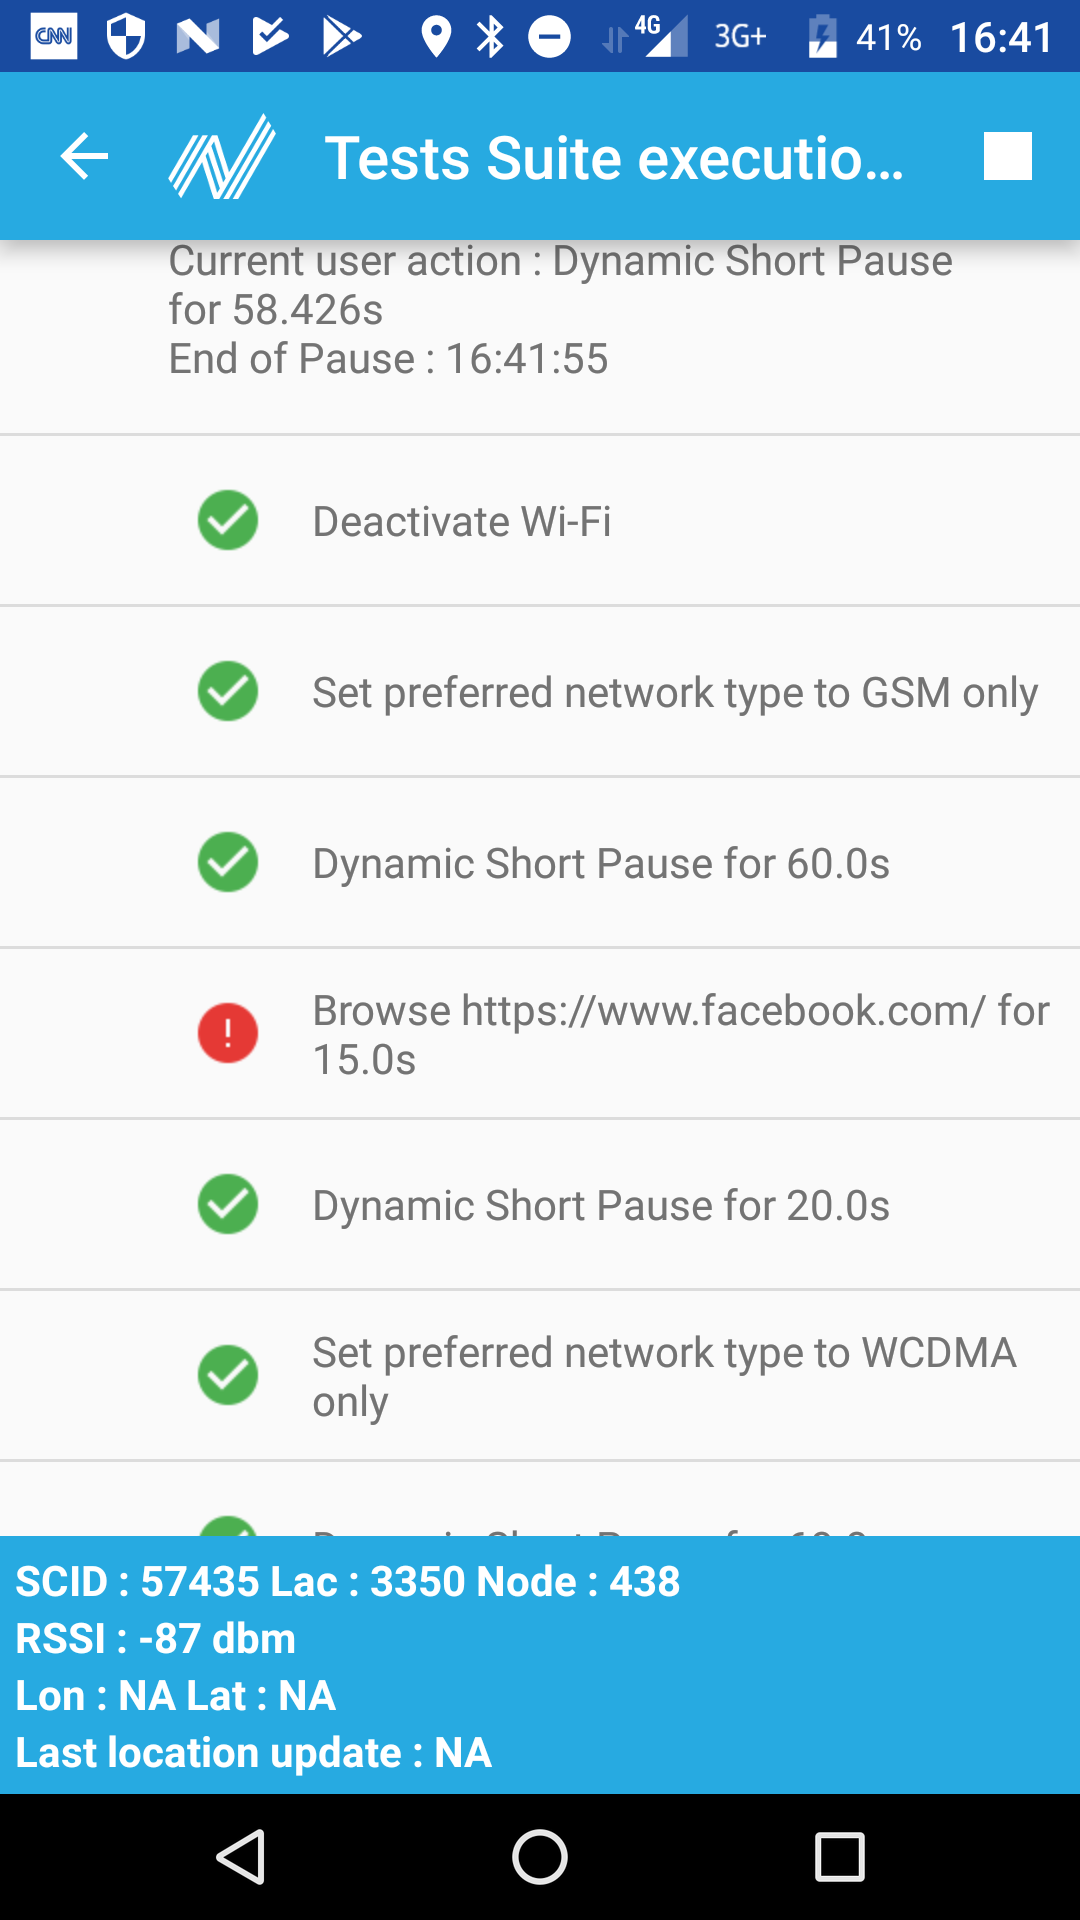 CNN 4G 3G+ 41% 16:41
Tests Suite executio...
Current user action : Dynamic Short Pause
for 58.426s
End of Pause : 16:41:55
Deactivate Wi-Fi
Set preferred network type to GSM only
Dynamic Short Pause for 60.0s
Browse https://www.facebook.com/ for
15.0s
Dynamic Short Pause for 20.0s
Set preferred network type to WCDMA
only
SCID : 57435 Lac : 3350 Node : 438
RSSI : -87 dbm
Lon : NA Lat : NA
Last location update : NA